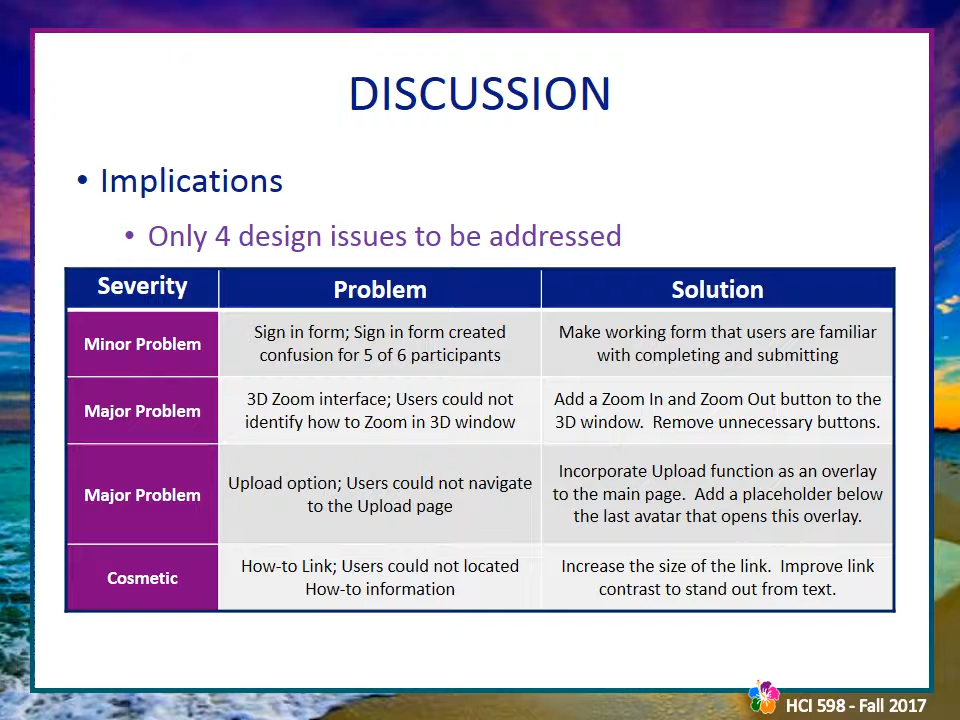 DISCUSSION
• Implications
• Only 4 design issues to be addressed
Severity
Problem
Solution
Minor Problem
Sign in form; Sign in form created
confusion for 5 of 6 participants
Make working form that users are familiar
with completing and submitting
Major Problem
3D Zoom interface; Users could not
identify how to Zoom in 3D window
Add a Zoom In and Zoom Out button to the
3D window.  Remove unnecessary buttons.
Major Problem
Upload option; Users could not navigate
to the Upload page
Incorporate Upload function as an overlay
to the main page.  Add a placeholder below
the last avatar that opens this overlay.
Cosmetic
How-to Link; Users could not located
How-to information
Increase the size of the link.  Improve link
contrast to stand out from text.
HCI 598 - Fall 2017